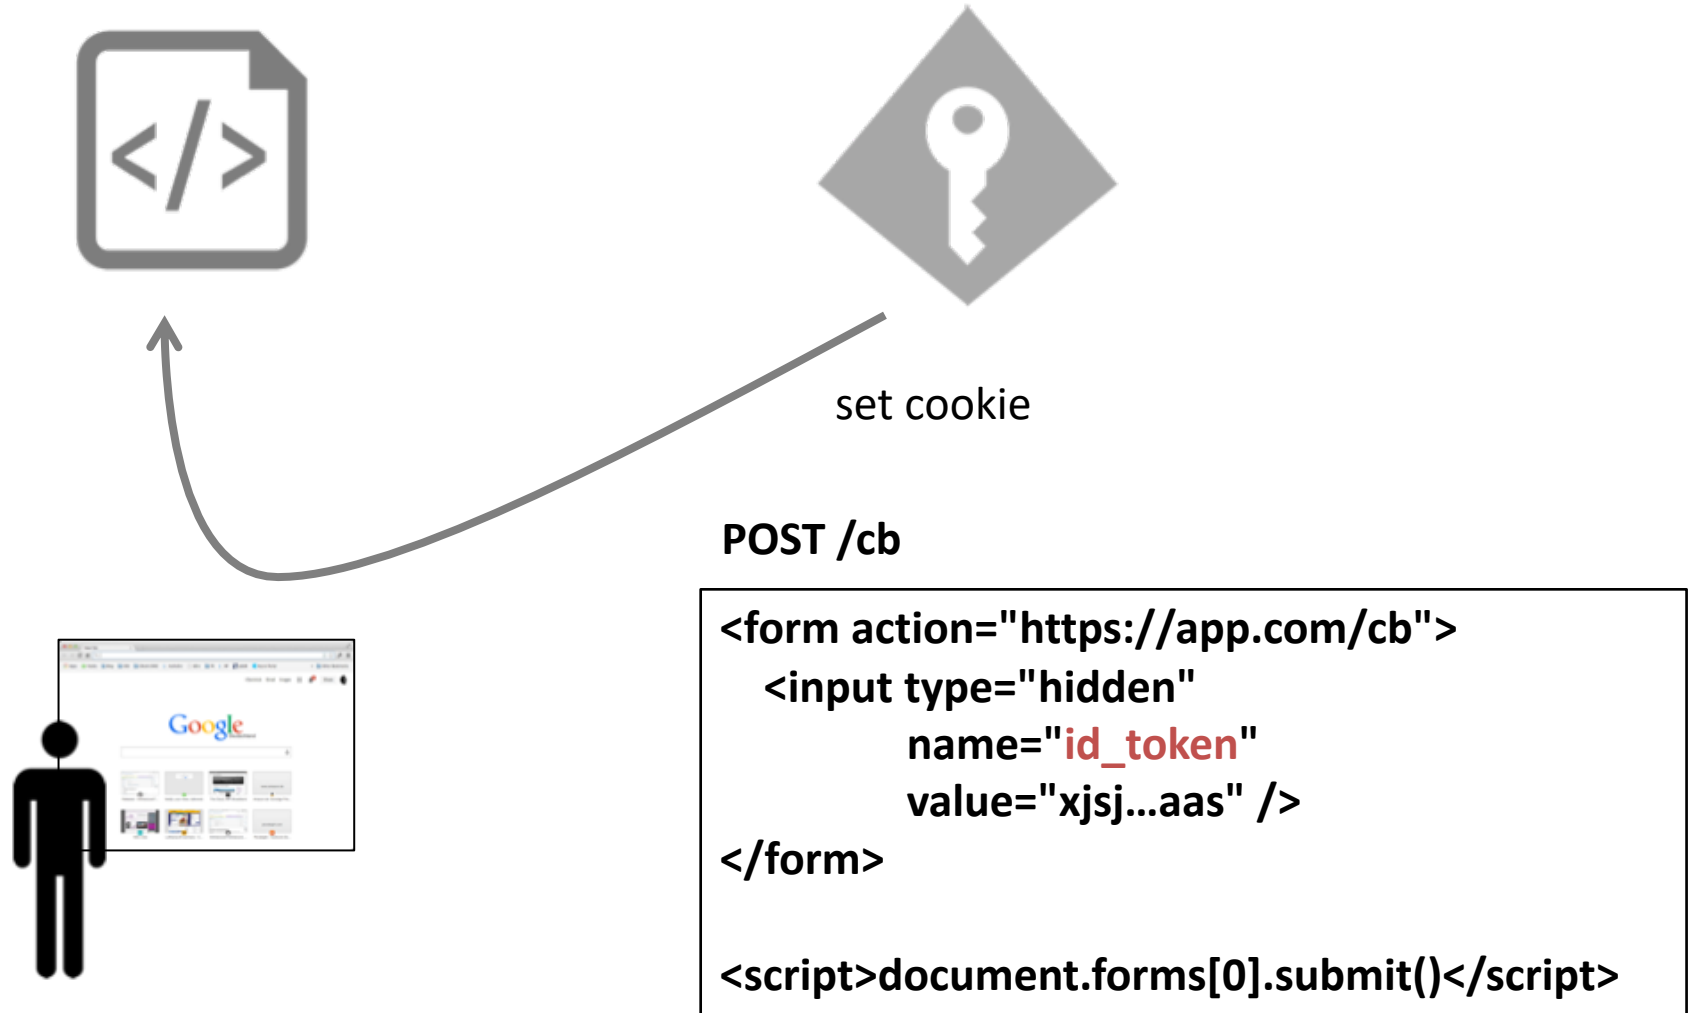 </>
set cookie
POST /cb
<form action="https://app.com/cb">
<input type="hidden"
name="id_token"
value="xjsj…aas" />
</form>
<script>document.forms[0].submit()</script>
Google